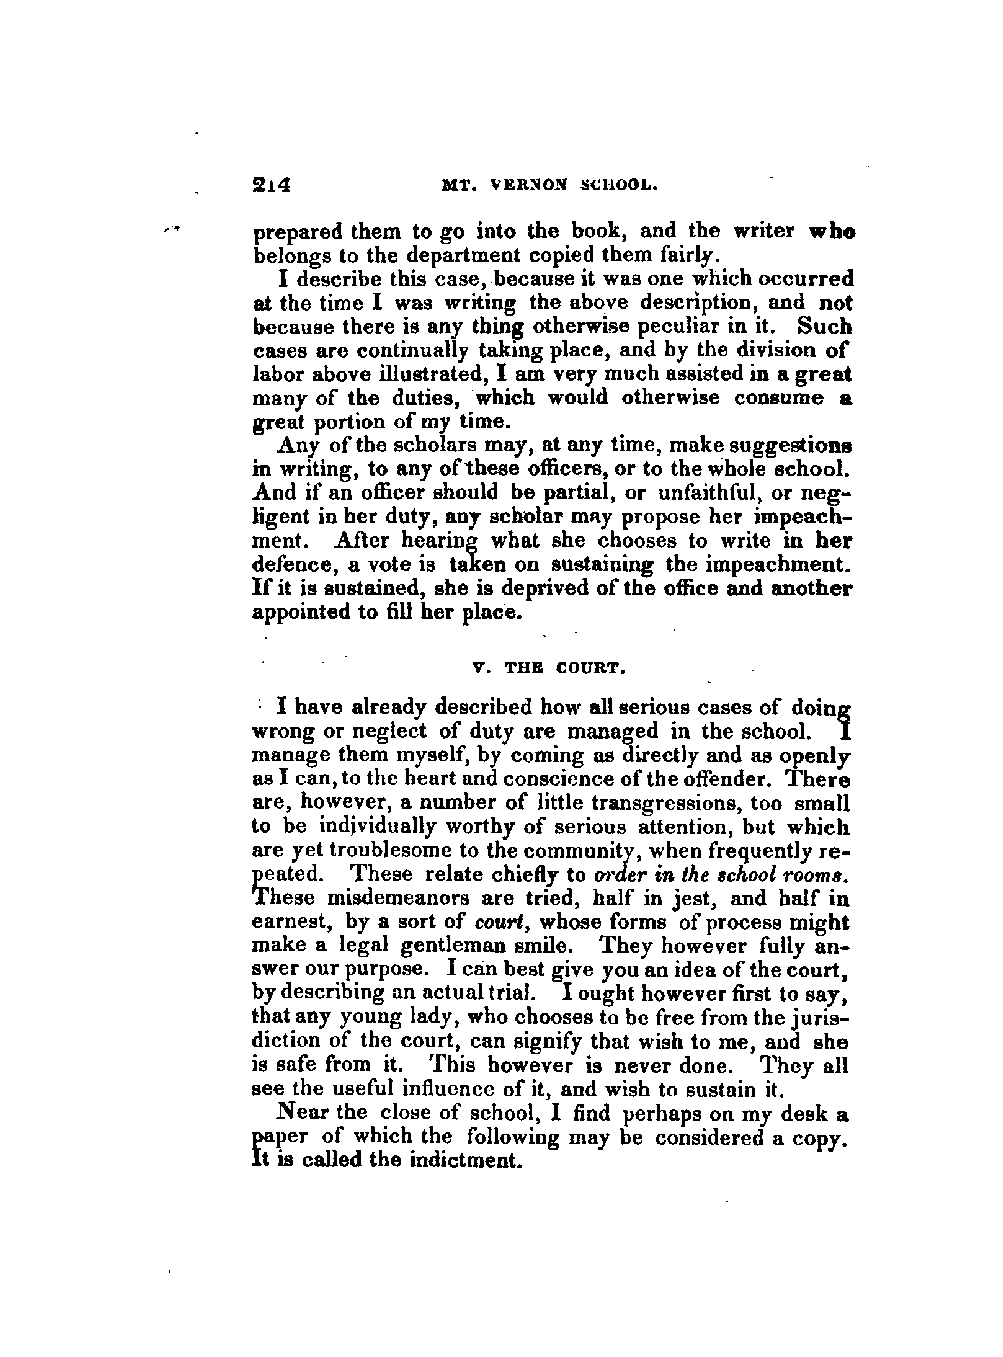 214 MT. VERNON SCHOOL.
prepared them to go into the book, and the writer who
belongs to the department copied them fairly.
I describe this case, because it was one which occurred
at the time I was writing the above description, and not
because there is any thing otherwise peculiar in it. Such
cases are continually taking place, and by the division of
labor above illustrated, I am very much assisted in a great
many of the duties, which would otherwise consume a
great portion of my time.
Any of the scholars may, at any time, make suggestions
in writing, to any of these officers, or to the whole school.
And if an officer should be partial, or unfaithful, or neg-
ligent in her duty, any scholar may propose her impeach-
ment. After hearing what she chooses to write in her
defence, a vote is taken on sustaining the impeachment.
If it is sustained, she is deprived of the office and another
appointed to fill her place.
V. THE COURT.
I have already described how all serious cases of doing
wrong or neglect of duty are managed in the school. I
manage them myself, by coming as directly and as openly
as I can, to the heart and conscience of the offender. There
are, however, a number of little transgressions, too small
to be individually worthy of serious attention, but which
are yet troublesome to the community, when frequently re-
peated. These relate chiefly to order in the school rooms.
These misdemeanors are tried, half in jest, and half in
earnest, by a sort of court, whose forms of process might
make a legal gentleman smile. They however fully an-
swer our purpose. I can best give you an idea of the court,
by describing an actual trial. I ought however first to say,
that any young lady, who chooses to be free from the juris-
diction of the court, can signify that wish to me, and she
is safe from it. This however is never done. They all
see the useful influence of it, and wish to sustain it.
Near the close of school, I find perhaps on my desk a
paper of which the following may be considered a copy.
It is called the indictment.